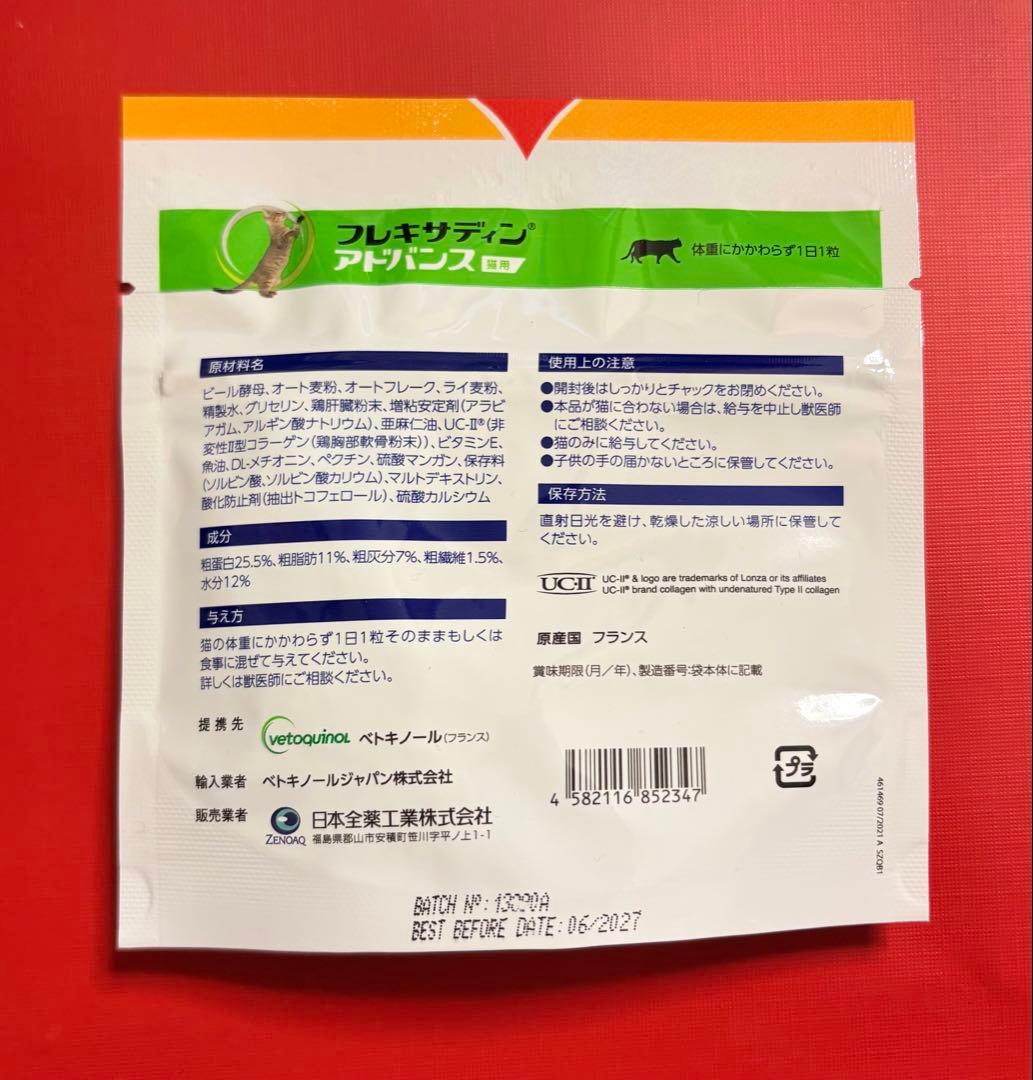 フレキサディン®
アドバンス 猫用
体重にかかわらず1日1粒
原材料名
ビール酵母、オート麦粉、オートフレーク、ライ麦粉、
精製水、グリセリン、鶏肝臓粉末、増粘安定剤(アラビ
アガム、アルギン酸ナトリウム)、亜麻仁油、UC-II®(非
変性Ⅱ型コラーゲン(鶏胸部軟骨粉末))、ビタミンE、
魚油、DL-メチオニン、ペクチン、硫酸マンガン、保存料
(ソルビン酸、ソルビン酸カリウム)、マルトデキストリン、
酸化防止剤(抽出トコフェロール)、硫酸カルシウム
成分
粗蛋白25.5%、粗脂肪11%、粗灰分7%、粗繊維1.5%、
水分12%
与え方
猫の体重にかかわらず1日1粒そのままもしくは
食事に混ぜて与えてください。
詳しくは獣医師にご相談ください。
提携先 vetoquinol ベトキノール(フランス)
輸入業者 ベトキノールジャパン株式会社
販売業者 ZENOAQ 日本全薬工業株式会社
福島県郡山市安積町笹川字平ノ上1-1
使用上の注意
●開封後はしっかりとチャックをお閉めください。
●本品が猫に合わない場合は、給与を中止し獣医師
にご相談ください。
●猫のみに給与してください。
●子供の手の届かないところに保管してください。
保存方法
直射日光を避け、乾燥した涼しい場所に保管して
ください。
UC-II UC-II® & logo are trademarks of Lonza or its affiliates
UC-II® brand collagen with undenatured Type II collagen
原産国 フランス
賞味期限(月/年)、製造番号:袋本体に記載
4 582116 852347
プラ
461469 07/2021 A SZQB1
BATCH Nº:
BEST BEFORE DATE: 06/2027